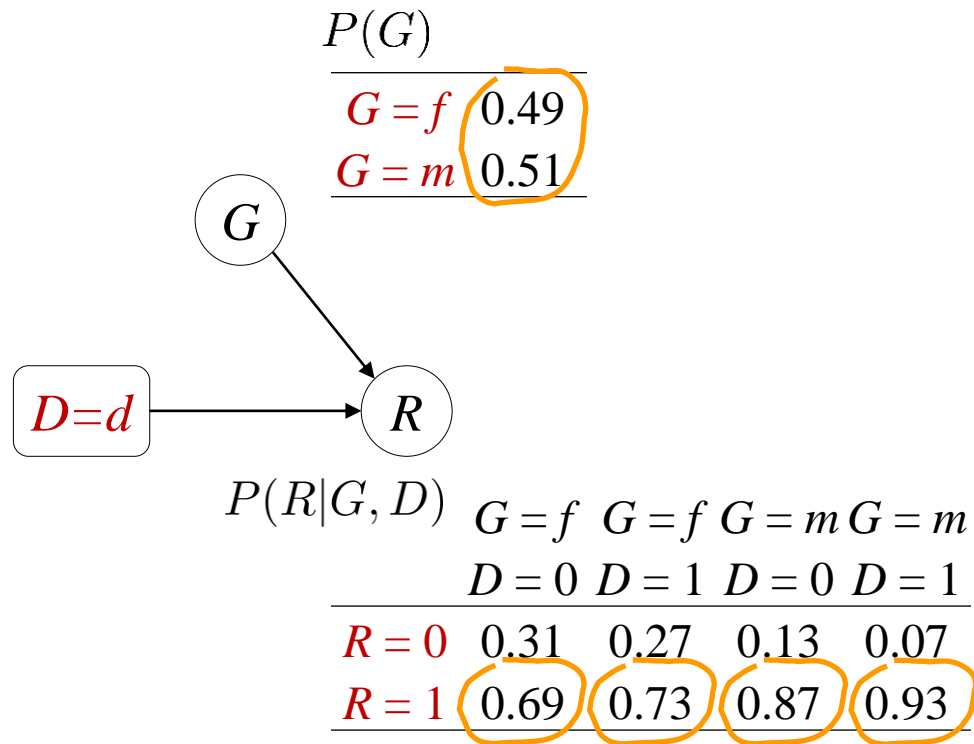 P(G)
G = f 0.49
G = m 0.51
G
D=d
R
P(R|G, D)
G = f G = f G = m G = m
D = 0 D = 1 D = 0 D = 1
R = 0 0.31 0.27 0.13 0.07
R = 1 0.69 0.73 0.87 0.93